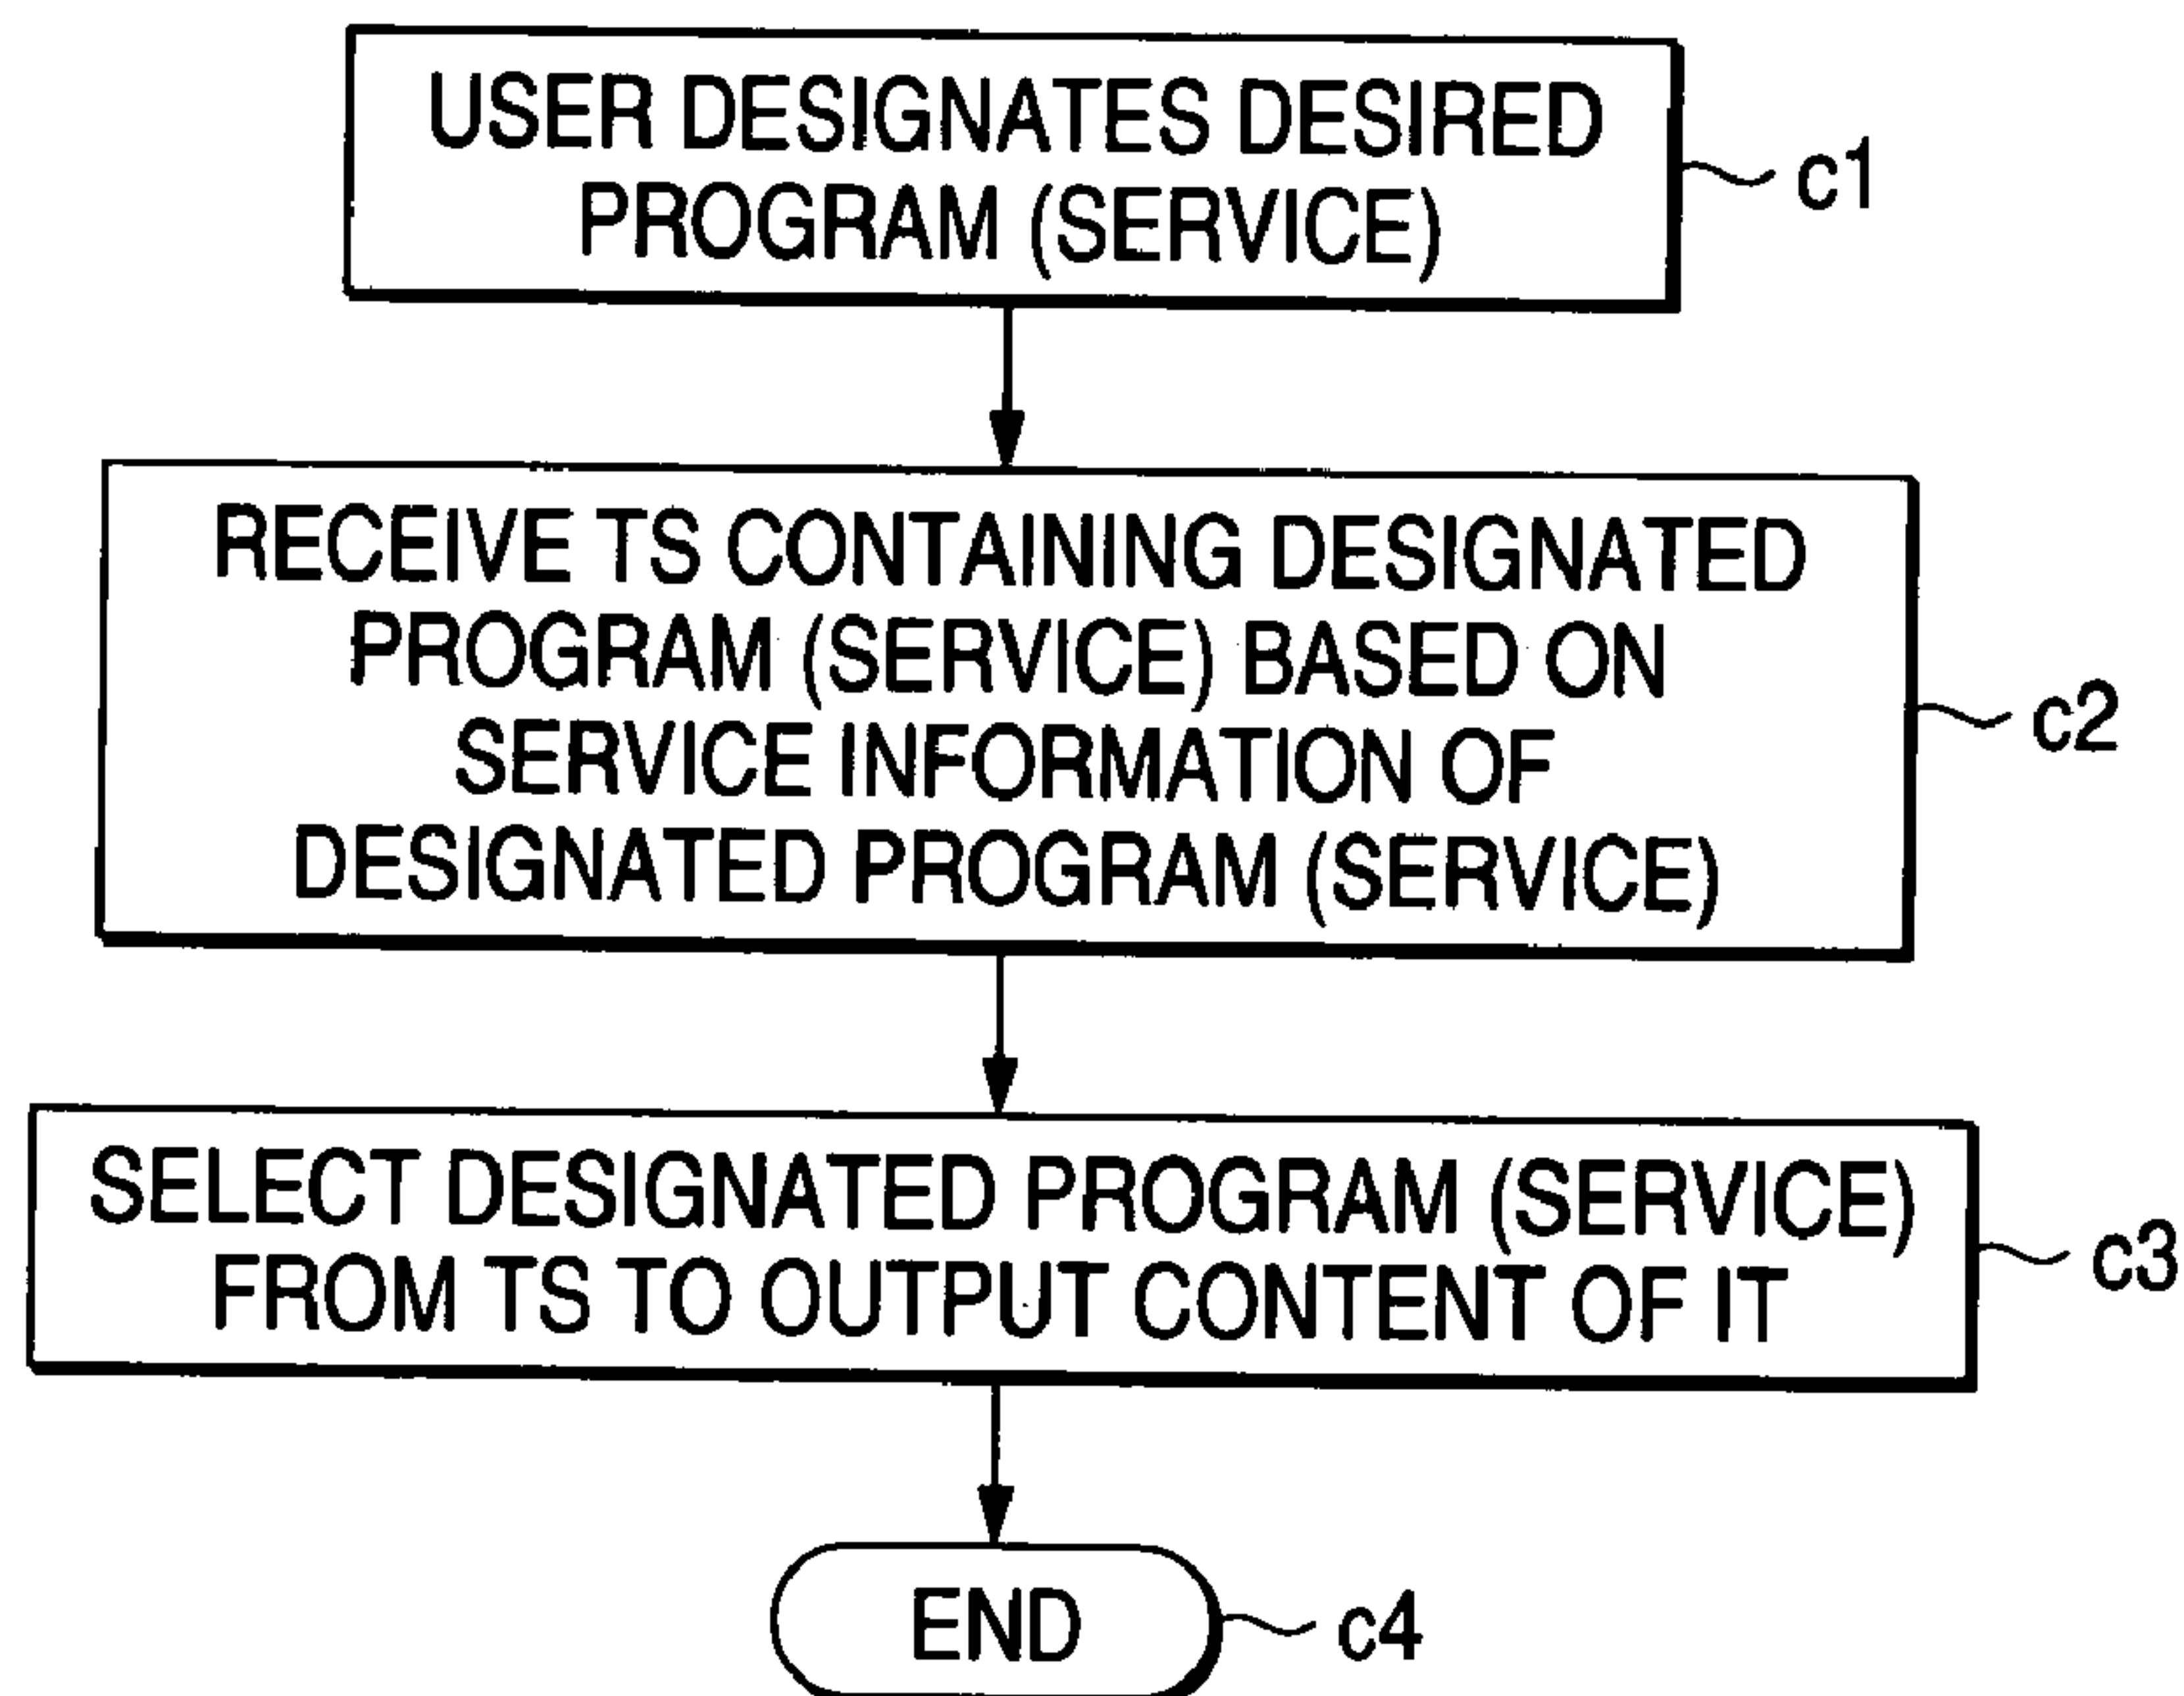 USER DESIGNATES DESIRED
PROGRAM (SERVICE)
c1
RECEIVE TS CONTAINING DESIGNATED
PROGRAM (SERVICE) BASED ON
SERVICE INFORMATION OF
DESIGNATED PROGRAM (SERVICE)
c2
SELECT DESIGNATED PROGRAM (SERVICE)
FROM TS TO OUTPUT CONTENT OF IT
c3
END
c4